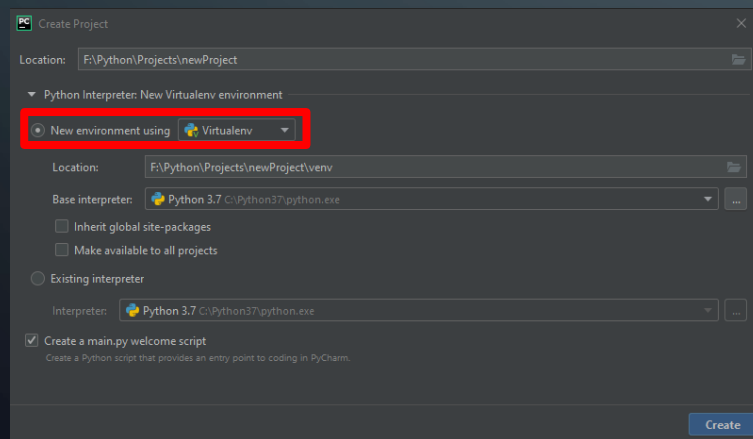 PC Create Project
Location: F:\Python\Projects\newProject
Python Interpreter: New Virtualenv environment
New environment using Virtualenv
Location: F:\Python\Projects\newProject\venv
Base interpreter: Python 3.7 C:\Python37\python.exe ...
Inherit global site-packages
Make available to all projects
Existing interpreter
Interpreter: Python 3.7 C:\Python37\python.exe ...
Create a main.py welcome script
Create a Python script that provides an entry point to coding in PyCharm.
Create